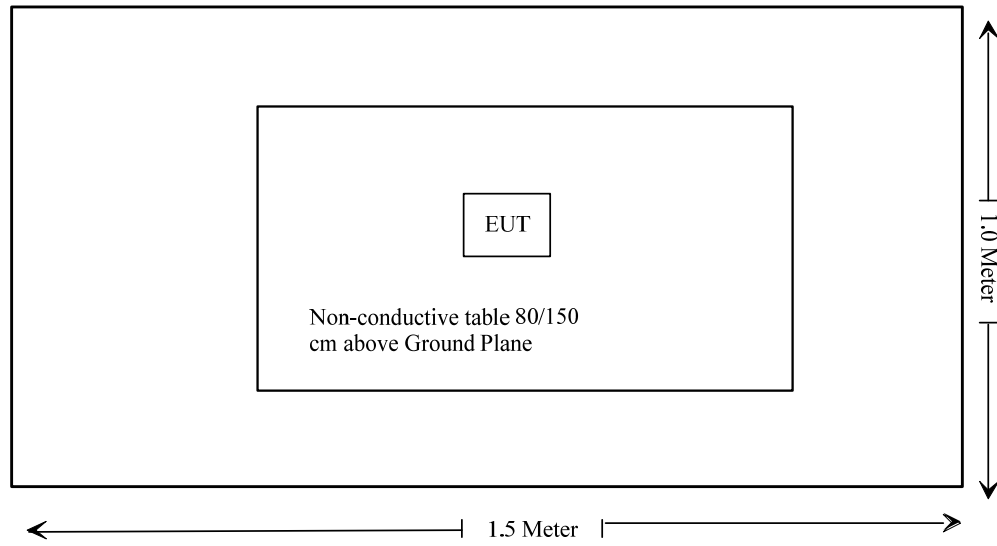 EUT
Non-conductive table 80/150
cm above Ground Plane
1.0 Meter
1.5 Meter